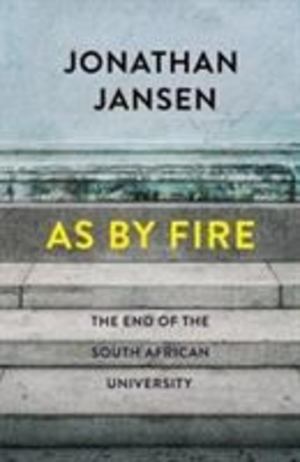 JONATHAN
JANSEN
AS BY FIRE
THE END OF THE
SOUTH AFRICAN
UNIVERSITY